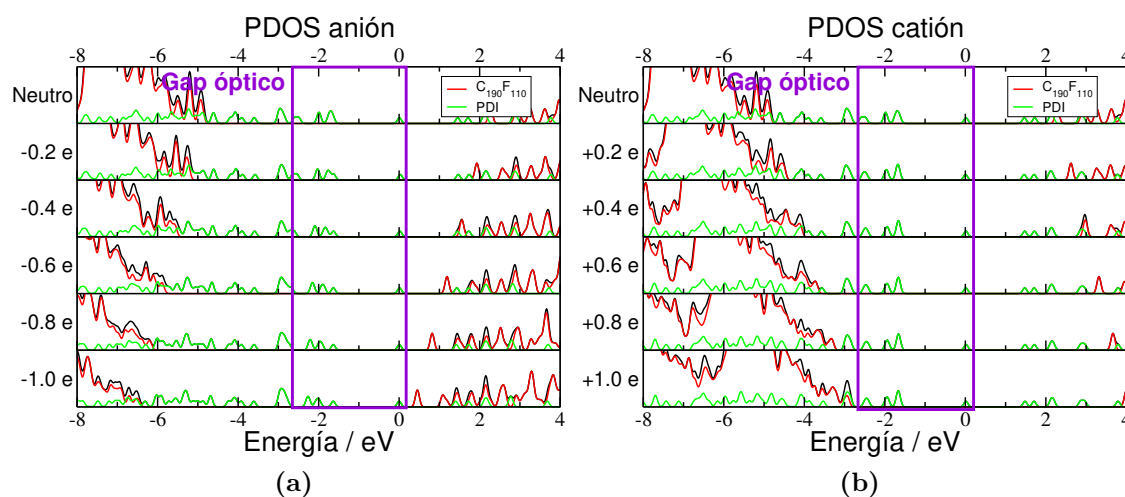 PDOS anión
-8 -6 -4 -2 0 2 4
Gap óptico
C190F110
PDI
Neutro
-0.2 e
-0.4 e
-0.6 e
-0.8 e
-1.0 e
-8 -6 -4 -2 0 2 4
Energía / eV
(a)
PDOS catión
-8 -6 -4 -2 0 2 4
Gap óptico
C190F110
PDI
Neutro
+0.2 e
+0.4 e
+0.6 e
+0.8 e
+1.0 e
-8 -6 -4 -2 0 2 4
Energía / eV
(b)